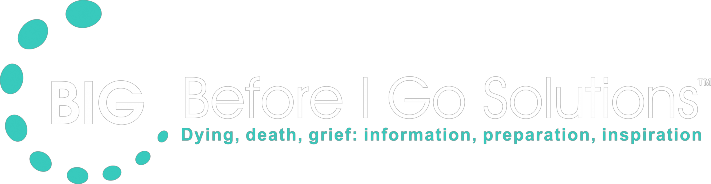 BIG
Before I Go Solutions™
Dying, death, grief: information, preparation, inspiration